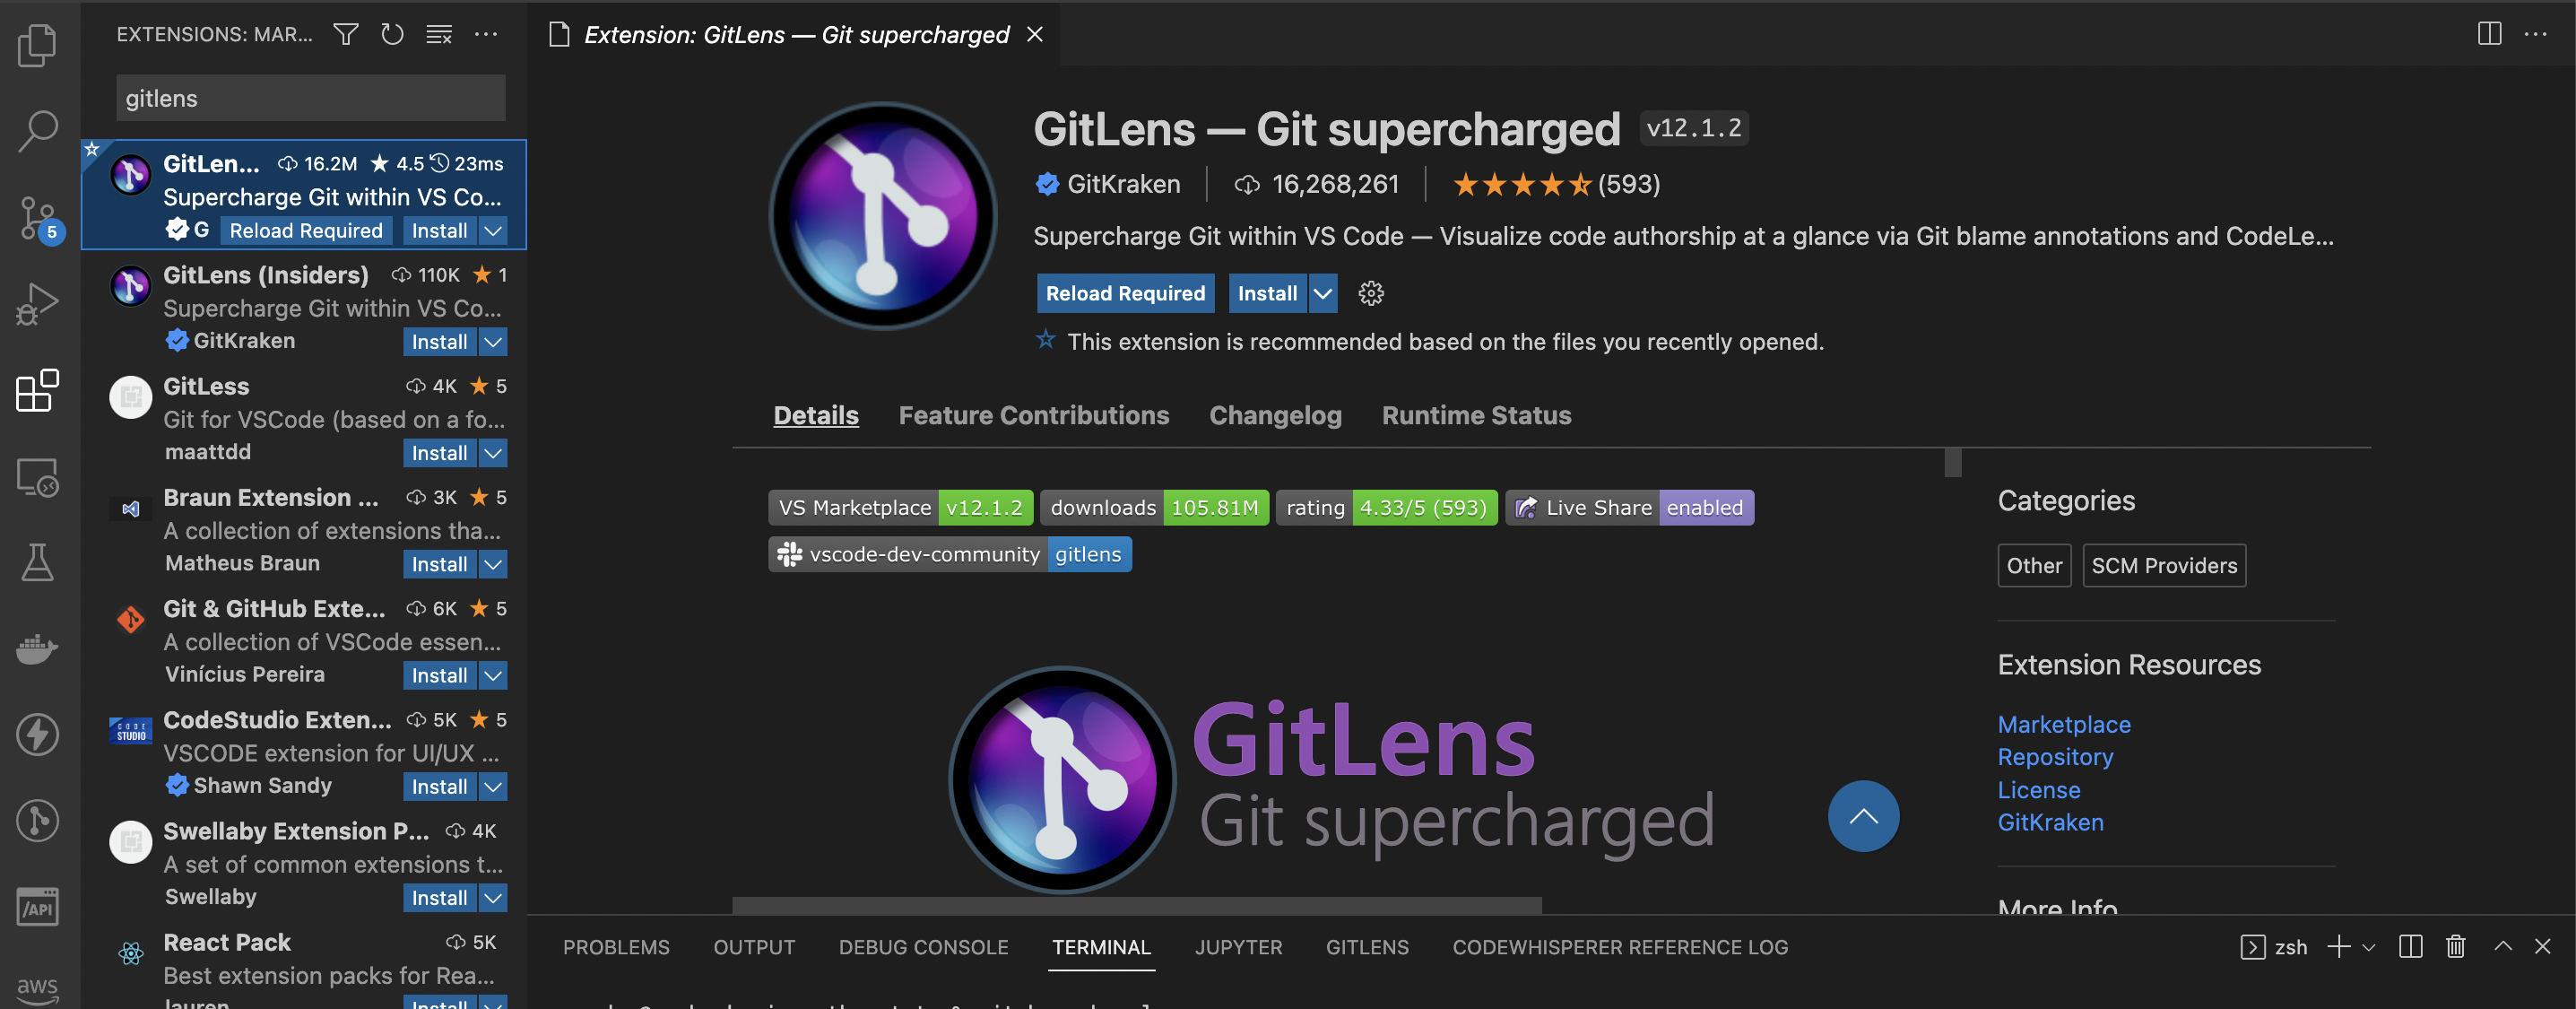 EXTENSIONS: MAR...
gitlens
GitLen... 16.2M ★ 4.5 23ms
Supercharge Git within VS Co...
G Reload Required Install
GitLens (Insiders) 110K ★ 1
Supercharge Git within VS Co...
GitKraken Install
GitLess 4K ★ 5
Git for VSCode (based on a fo...
maattdd Install
Braun Extension ... 3K ★ 5
A collection of extensions tha...
Matheus Braun Install
Git & GitHub Exte... 6K ★ 5
A collection of VSCode essen...
Vinícius Pereira Install
CODE STUDIO
CodeStudio Exten... 5K ★ 5
VSCODE extension for UI/UX ...
Shawn Sandy Install
Swellaby Extension P... 4K
A set of common extensions t...
Swellaby Install
React Pack 5K
Best extension packs for Rea...
lauren Install
5
/API
aws
Extension: GitLens — Git supercharged
GitLens — Git supercharged v12.1.2
GitKraken 16,268,261 (593)
Supercharge Git within VS Code — Visualize code authorship at a glance via Git blame annotations and CodeLe...
Reload Required Install
This extension is recommended based on the files you recently opened.
Details Feature Contributions Changelog Runtime Status
VS Marketplace v12.1.2 downloads 105.81M rating 4.33/5 (593) Live Share enabled
vscode-dev-community gitlens
GitLens
Git supercharged
Categories
Other SCM Providers
Extension Resources
Marketplace
Repository
License
GitKraken
More Info
PROBLEMS OUTPUT DEBUG CONSOLE TERMINAL JUPYTER GITLENS CODEWHISPERER REFERENCE LOG zsh